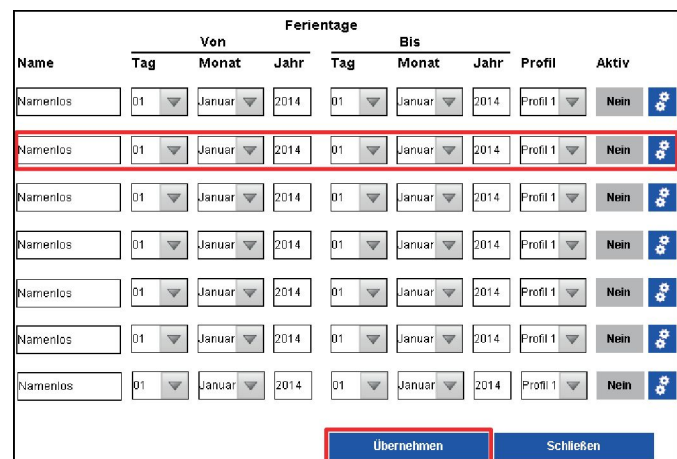 Ferientage
Von Bis
Name Tag Monat Jahr Tag Monat Jahr Profil Aktiv
Namenlos 01 Januar 2014 01 Januar 2014 Profil 1 Nein
Namenlos 01 Januar 2014 01 Januar 2014 Profil 1 Nein
Namenlos 01 Januar 2014 01 Januar 2014 Profil 1 Nein
Namenlos 01 Januar 2014 01 Januar 2014 Profil 1 Nein
Namenlos 01 Januar 2014 01 Januar 2014 Profil 1 Nein
Namenlos 01 Januar 2014 01 Januar 2014 Profil 1 Nein
Namenlos 01 Januar 2014 01 Januar 2014 Profil 1 Nein
Übernehmen Schließen